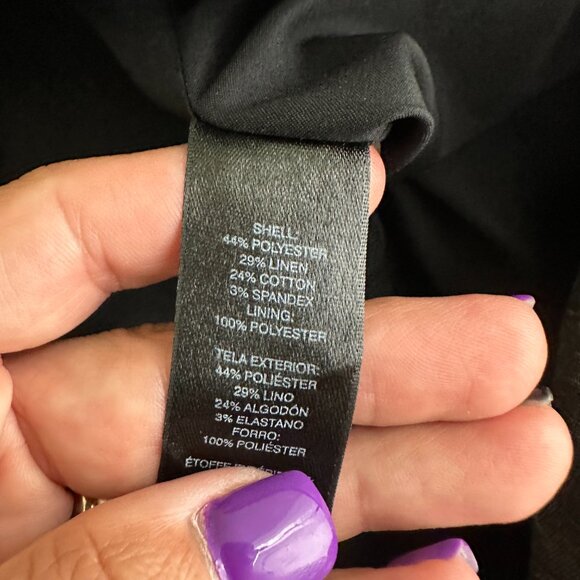 SHELL:
44% POLYESTER
29% LINEN
24% COTTON
3% SPANDEX
LINING:
100% POLYESTER
TELA EXTERIOR:
44% POLIÉSTER
29% LINO
24% ALGODÓN
3% ELASTANO
FORRO:
100% POLIÉSTER
ÉTOFFE